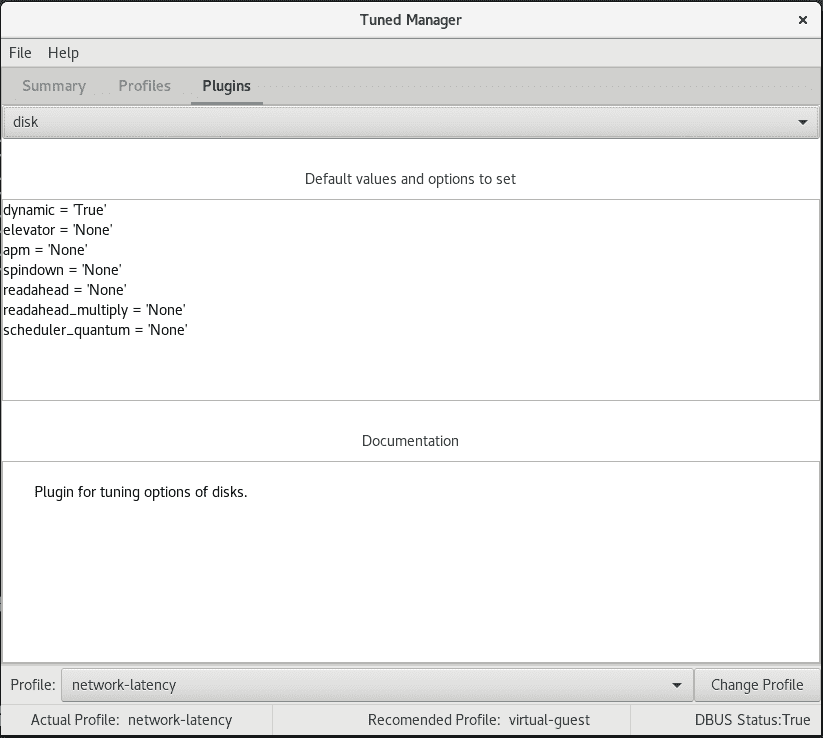 Tuned Manager ×
File Help
Summary Profiles Plugins
disk
Default values and options to set
dynamic = 'True'
elevator = 'None'
apm = 'None'
spindown = 'None'
readahead = 'None'
readahead_multiply = 'None'
scheduler_quantum = 'None'
Documentation
Plugin for tuning options of disks.
Profile: network-latency Change Profile
Actual Profile: network-latency Recomended Profile: virtual-guest DBUS Status:True